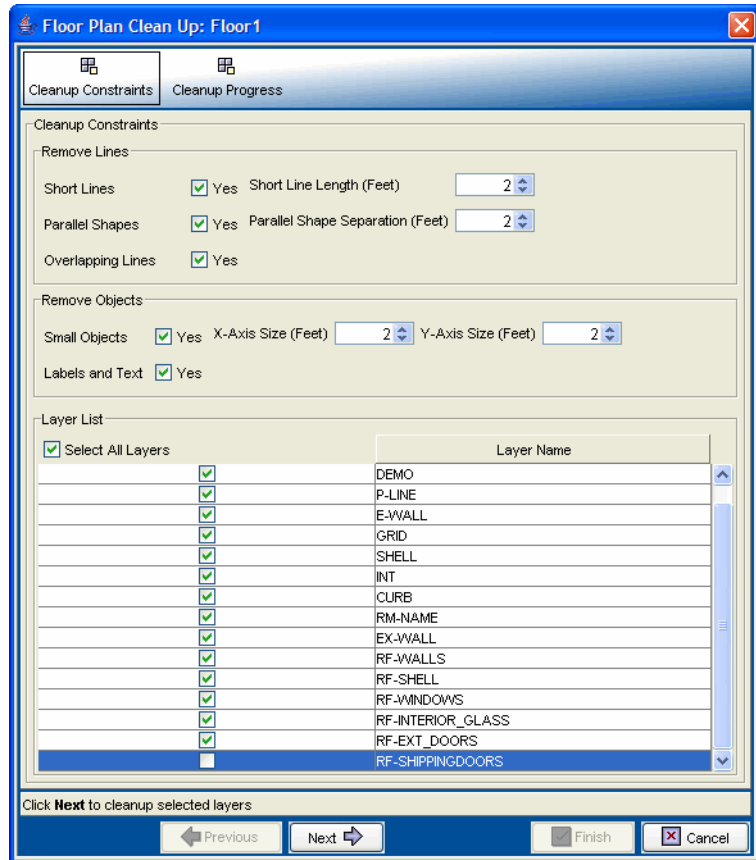 Floor Plan Clean Up: Floor1
Cleanup Constraints Cleanup Progress
Cleanup Constraints
Remove Lines
Short Lines Yes Short Line Length (Feet) 2
Parallel Shapes Yes Parallel Shape Separation (Feet) 2
Overlapping Lines Yes
Remove Objects
Small Objects Yes X-Axis Size (Feet) 2 Y-Axis Size (Feet) 2
Labels and Text Yes
Layer List
Select All Layers Layer Name
DEMO
P-LINE
E-WALL
GRID
SHELL
INT
CURB
RM-NAME
EX-WALL
RF-WALLS
RF-SHELL
RF-WINDOWS
RF-INTERIOR_GLASS
RF-EXT_DOORS
RF-SHIPPINGDOORS
Click Next to cleanup selected layers
Previous Next Finish Cancel